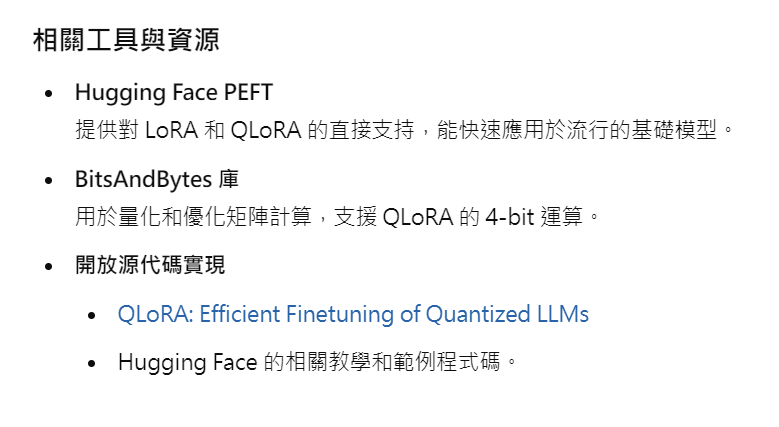 相關工具與資源
• Hugging Face PEFT
提供對 LoRA 和 QLoRA 的直接支持，能快速應用於流行的基礎模型。
• BitsAndBytes 庫
用於量化和優化矩陣計算，支援 QLoRA 的 4-bit 運算。
• 開放源代碼實現
• QLoRA: Efficient Finetuning of Quantized LLMs
• Hugging Face 的相關教學和範例程式碼。